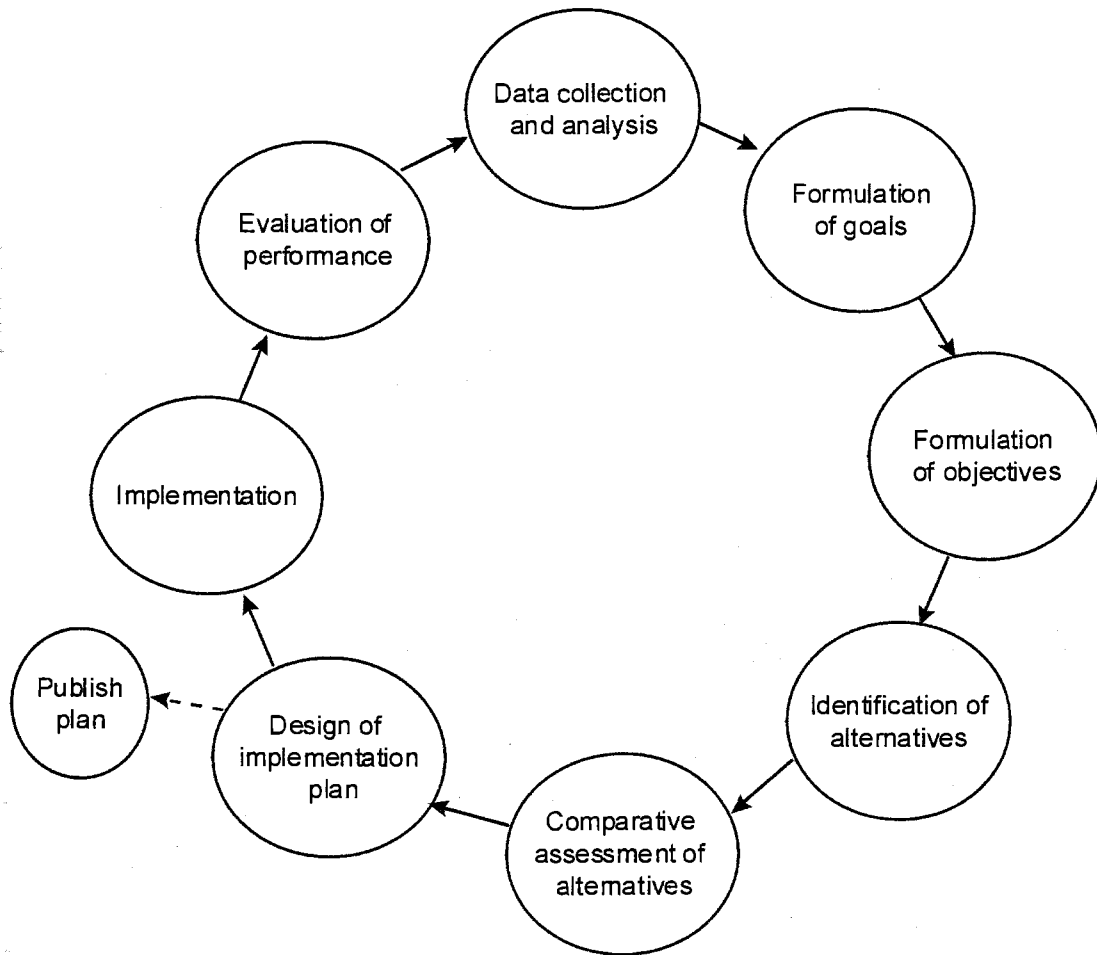 Data collection
and analysis
Formulation
of goals
Formulation
of objectives
Identification of
alternatives
Comparative
assessment of
alternatives
Design of
implementation
plan
Publish
plan
Implementation
Evaluation of
performance